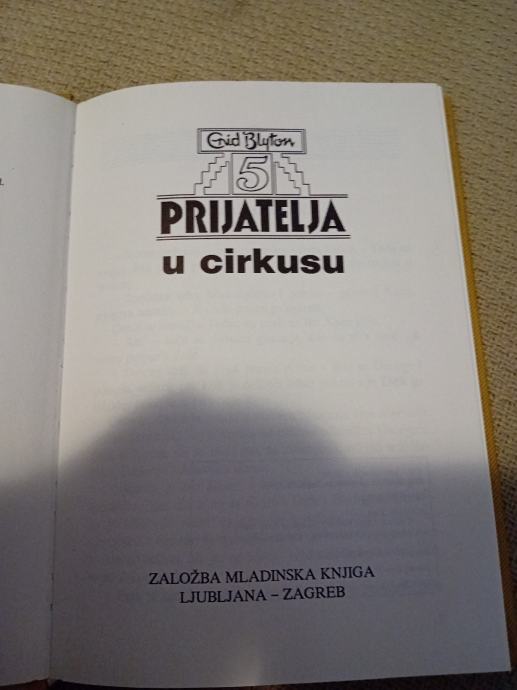 Enid Blyton
5
PRIJATELJA
u cirkusu
ZALOŽBA MLADINSKA KNJIGA
LJUBLJANA – ZAGREB